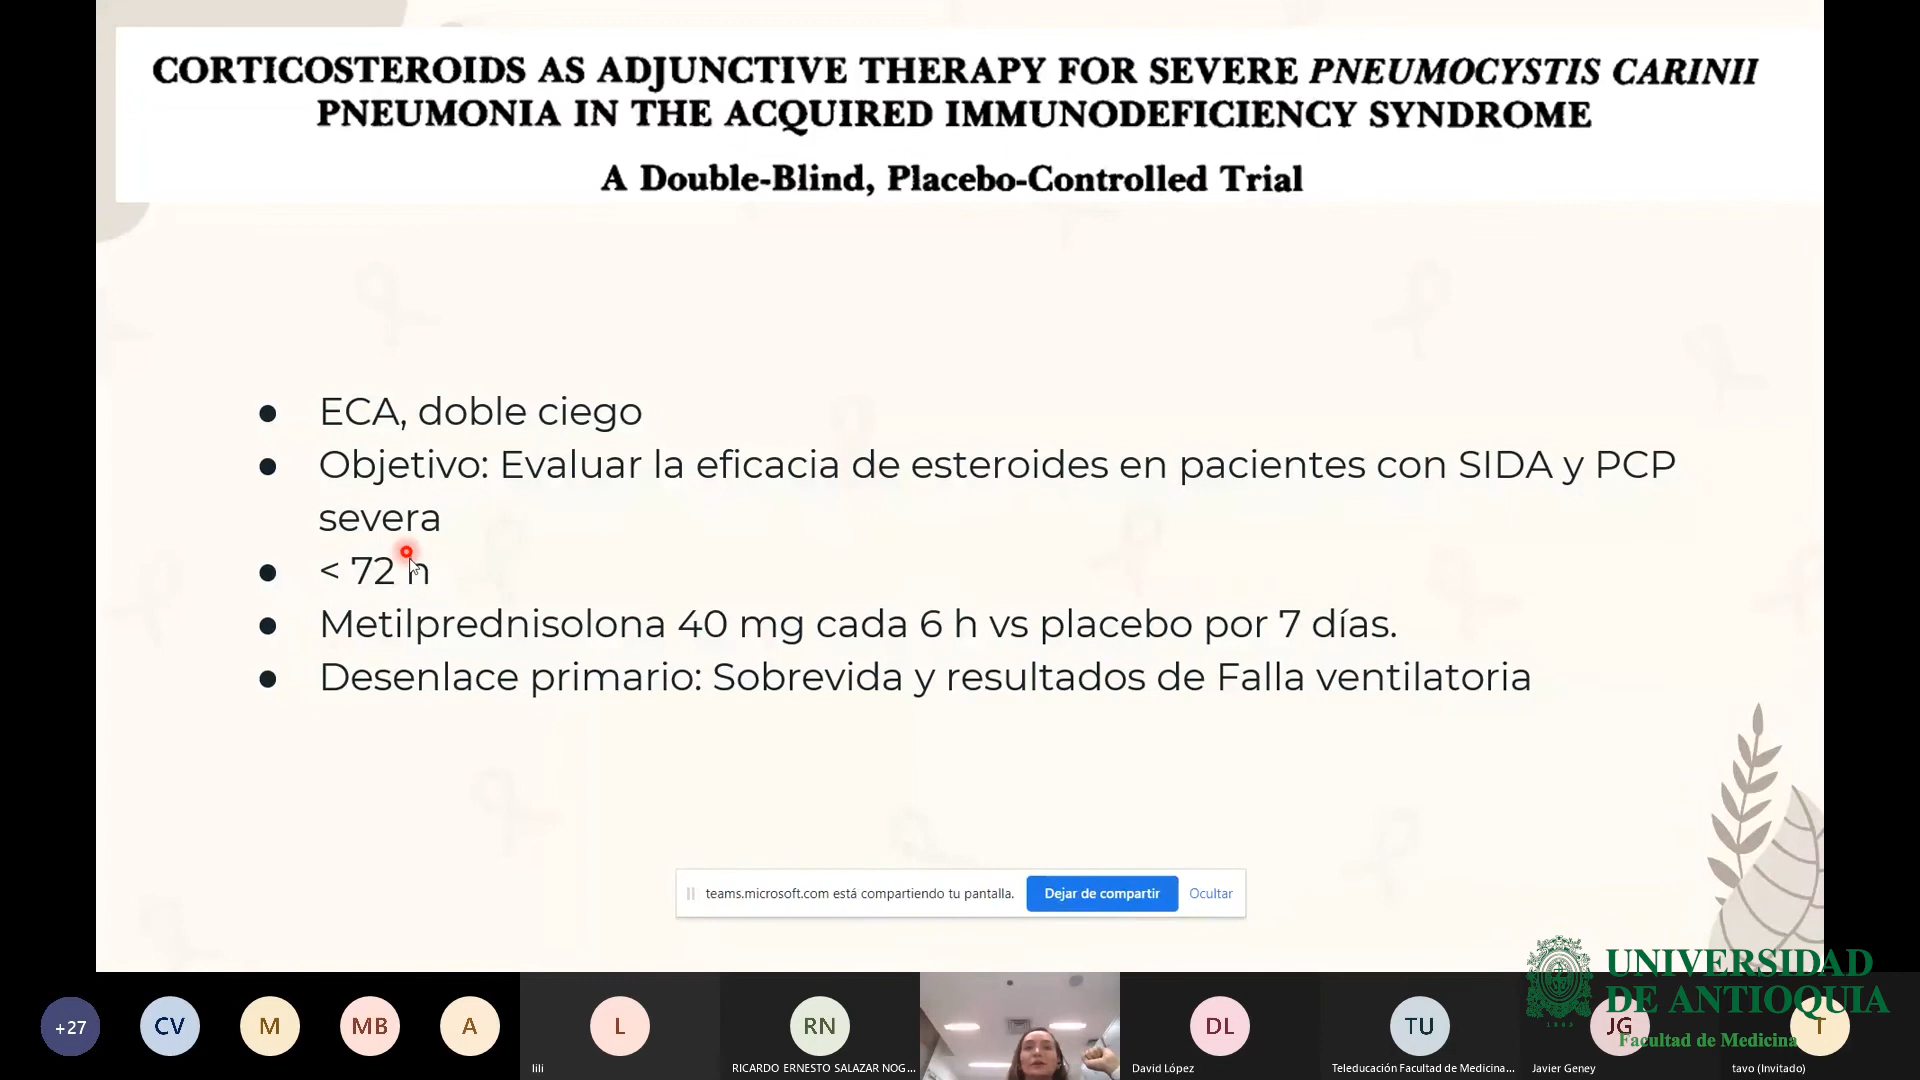 CORTICOSTEROIDS AS ADJUNCTIVE THERAPY FOR SEVERE PNEUMOCYSTIS CARINII
PNEUMONIA IN THE ACQUIRED IMMUNODEFICIENCY SYNDROME
A Double-Blind, Placebo-Controlled Trial
● ECA, doble ciego
● Objetivo: Evaluar la eficacia de esteroides en pacientes con SIDA y PCP
severa
● < 72 h
● Metilprednisolona 40 mg cada 6 h vs placebo por 7 días.
● Desenlace primario: Sobrevida y resultados de Falla ventilatoria
teams.microsoft.com está compartiendo tu pantalla. Dejar de compartir Ocultar
UNIVERSIDAD
DE ANTIOQUIA
1803
Facultad de Medicina
+27 CV M MB A L RN DL TU JG T
lili RICARDO ERNESTO SALAZAR NOG... David López Teleducación Facultad de Medicina... Javier Geney tavo (Invitado)